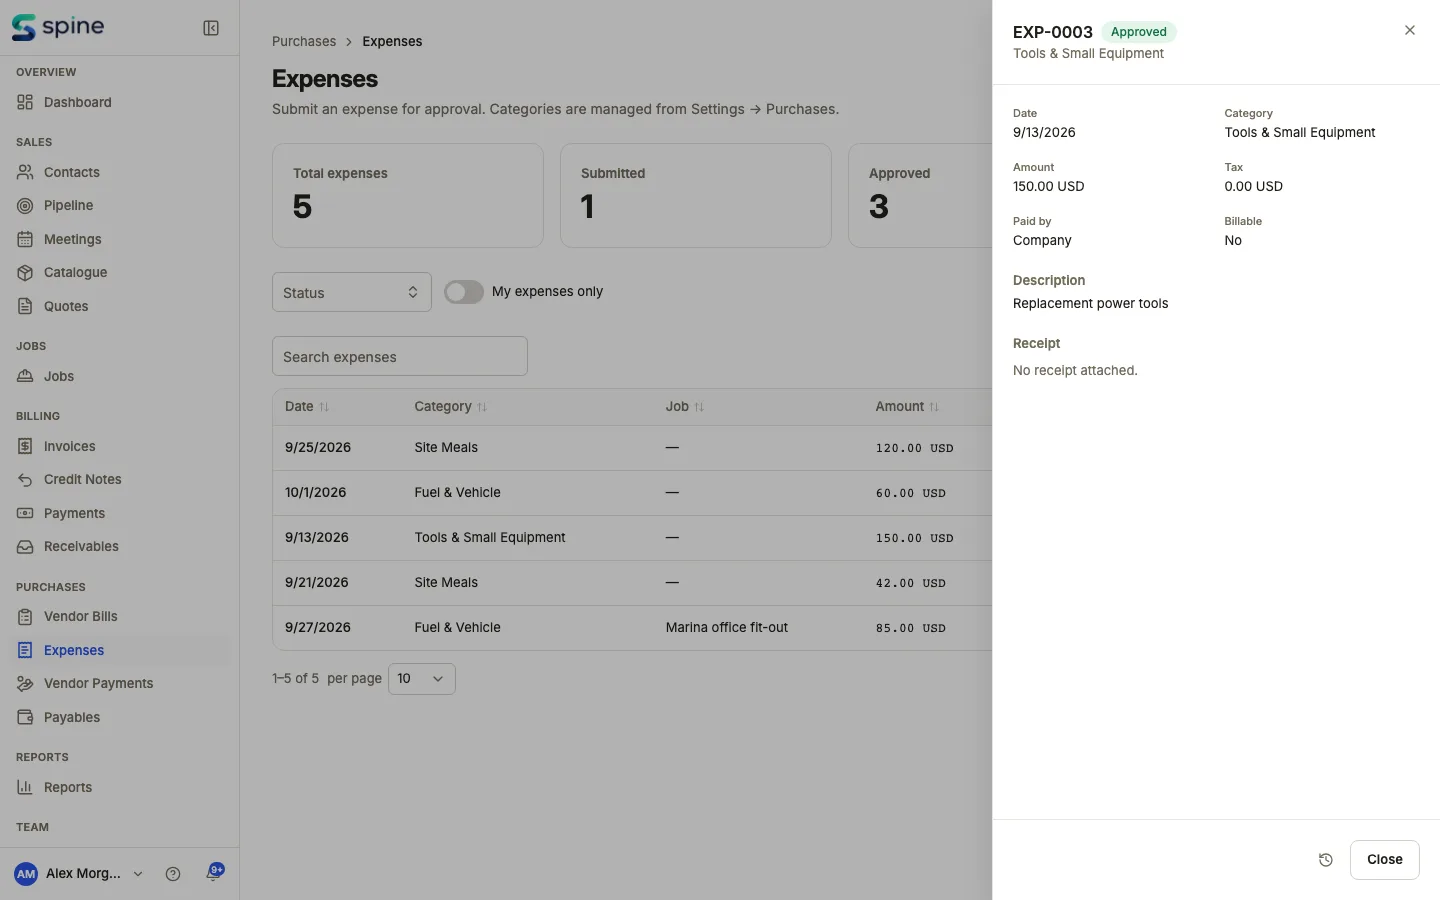 spine
OVERVIEW
Dashboard
SALES
Contacts
Pipeline
Meetings
Catalogue
Quotes
JOBS
Jobs
BILLING
Invoices
Credit Notes
Payments
Receivables
PURCHASES
Vendor Bills
Expenses
Vendor Payments
Payables
REPORTS
Reports
TEAM
AM Alex Morg... 9+
Purchases > Expenses
Expenses
Submit an expense for approval. Categories are managed from Settings → Purchases.
Total expenses
5
Submitted
1
Approved
3
Status
My expenses only
Search expenses
Date Category Job Amount
9/25/2026 Site Meals — 120.00 USD
10/1/2026 Fuel & Vehicle — 60.00 USD
9/13/2026 Tools & Small Equipment — 150.00 USD
9/21/2026 Site Meals — 42.00 USD
9/27/2026 Fuel & Vehicle Marina office fit-out 85.00 USD
1–5 of 5 per page 10
EXP-0003 Approved
Tools & Small Equipment
Date Category
9/13/2026 Tools & Small Equipment
Amount Tax
150.00 USD 0.00 USD
Paid by Billable
Company No
Description
Replacement power tools
Receipt
No receipt attached.
Close